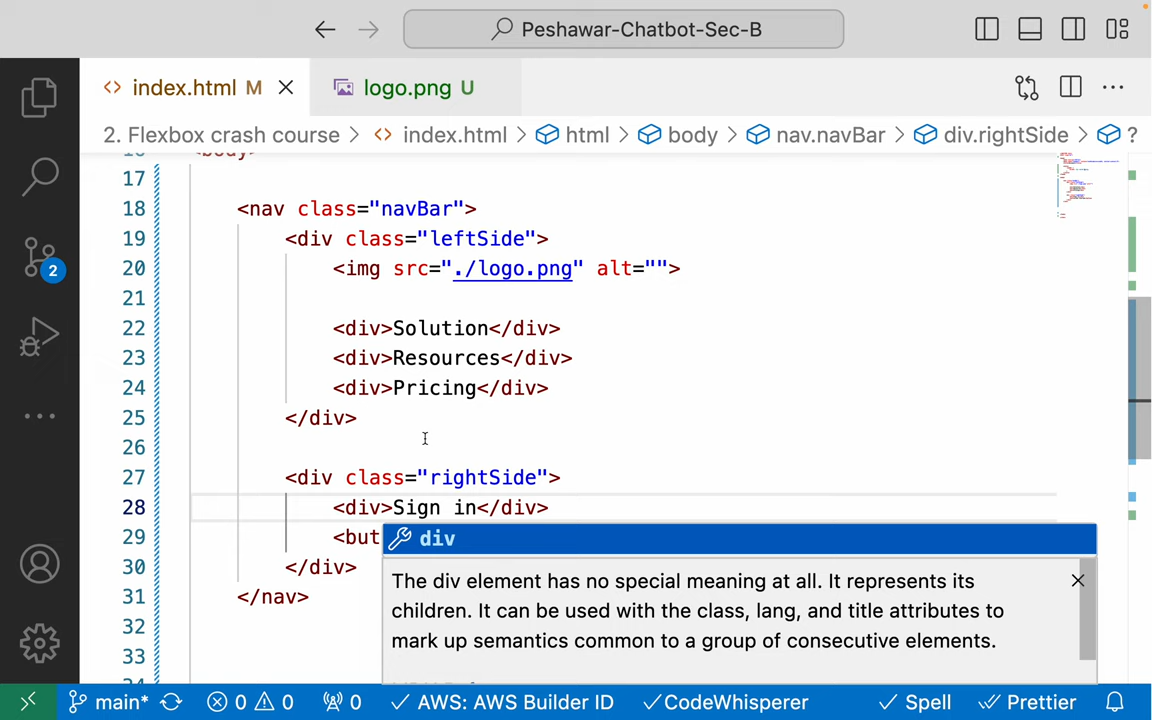 Peshawar-Chatbot-Sec-B
index.html M
logo.png U
2. Flexbox crash course > index.html > html > body > nav.navBar > div.rightSide > ?
17
18 <nav class="navBar">
19 <div class="leftSide">
20 <img src="./logo.png" alt="">
21
22 <div>Solution</div>
23 <div>Resources</div>
24 <div>Pricing</div>
25 </div>
26
27 <div class="rightSide">
28 <div>Sign in</div>
29 <but
div
30 </div>
The div element has no special meaning at all. It represents its
31 </nav>
children. It can be used with the class, lang, and title attributes to
32
mark up semantics common to a group of consecutive elements.
33
2
main* 0 0 0 AWS: AWS Builder ID CodeWhisperer Spell Prettier